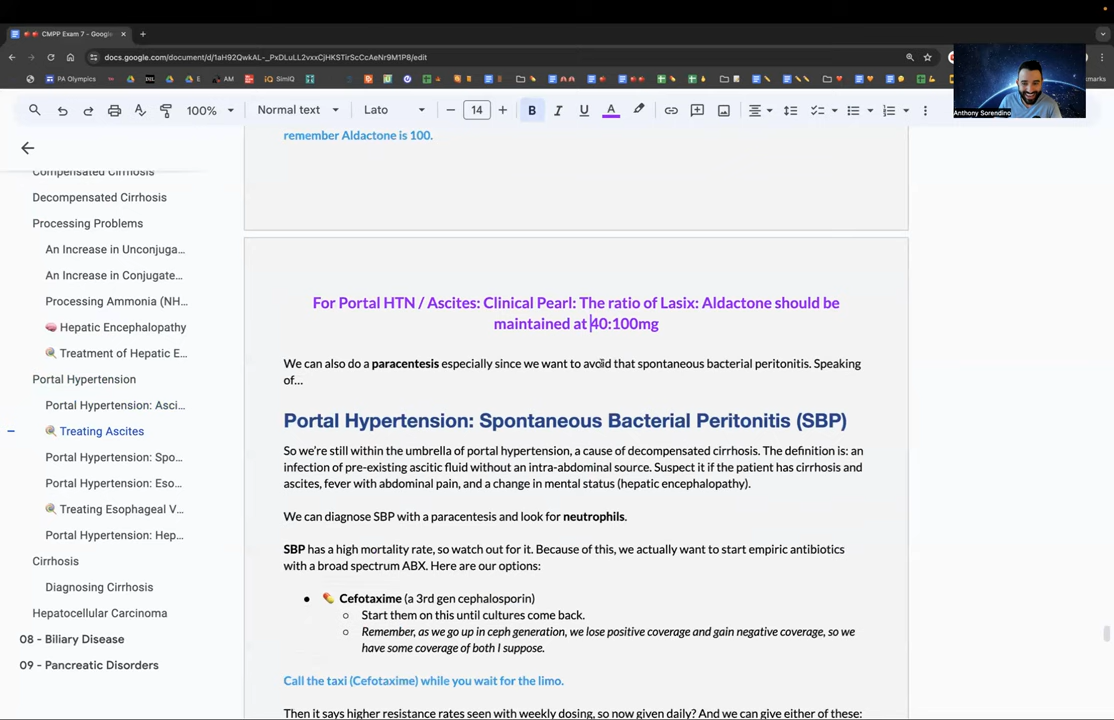 CMPP Exam 7 - Google
docs.google.com/document/d/1aH92QwkAL-_PxDLuLL2vxxCjHKSTirScCcAeNr9M1P8/edit
PA Olympics
DEL
E
AM
iQ
SimIQ
Anthony Sorendino
100%
Normal text
Lato
14
Compensated Cirrhosis
Decompensated Cirrhosis
Processing Problems
An Increase in Unconjuga...
An Increase in Conjugate...
Processing Ammonia (NH...
Hepatic Encephalopathy
Treatment of Hepatic E...
Portal Hypertension
Portal Hypertension: Asci...
Treating Ascites
Portal Hypertension: Spo...
Portal Hypertension: Eso...
Treating Esophageal V...
Portal Hypertension: Hep...
Cirrhosis
Diagnosing Cirrhosis
Hepatocellular Carcinoma
08 - Biliary Disease
09 - Pancreatic Disorders
remember Aldactone is 100.
For Portal HTN / Ascites: Clinical Pearl: The ratio of Lasix: Aldactone should be
maintained at 40:100mg
We can also do a paracentesis especially since we want to avoid that spontaneous bacterial peritonitis. Speaking
of...
Portal Hypertension: Spontaneous Bacterial Peritonitis (SBP)
So we're still within the umbrella of portal hypertension, a cause of decompensated cirrhosis. The definition is: an
infection of pre-existing ascitic fluid without an intra-abdominal source. Suspect it if the patient has cirrhosis and
ascites, fever with abdominal pain, and a change in mental status (hepatic encephalopathy).
We can diagnose SBP with a paracentesis and look for neutrophils.
SBP has a high mortality rate, so watch out for it. Because of this, we actually want to start empiric antibiotics
with a broad spectrum ABX. Here are our options:
● Cefotaxime (a 3rd gen cephalosporin)
○ Start them on this until cultures come back.
○ Remember, as we go up in ceph generation, we lose positive coverage and gain negative coverage, so we
have some coverage of both I suppose.
Call the taxi (Cefotaxime) while you wait for the limo.
Then it says higher resistance rates seen with weekly dosing, so now given daily? And we can give either of these: